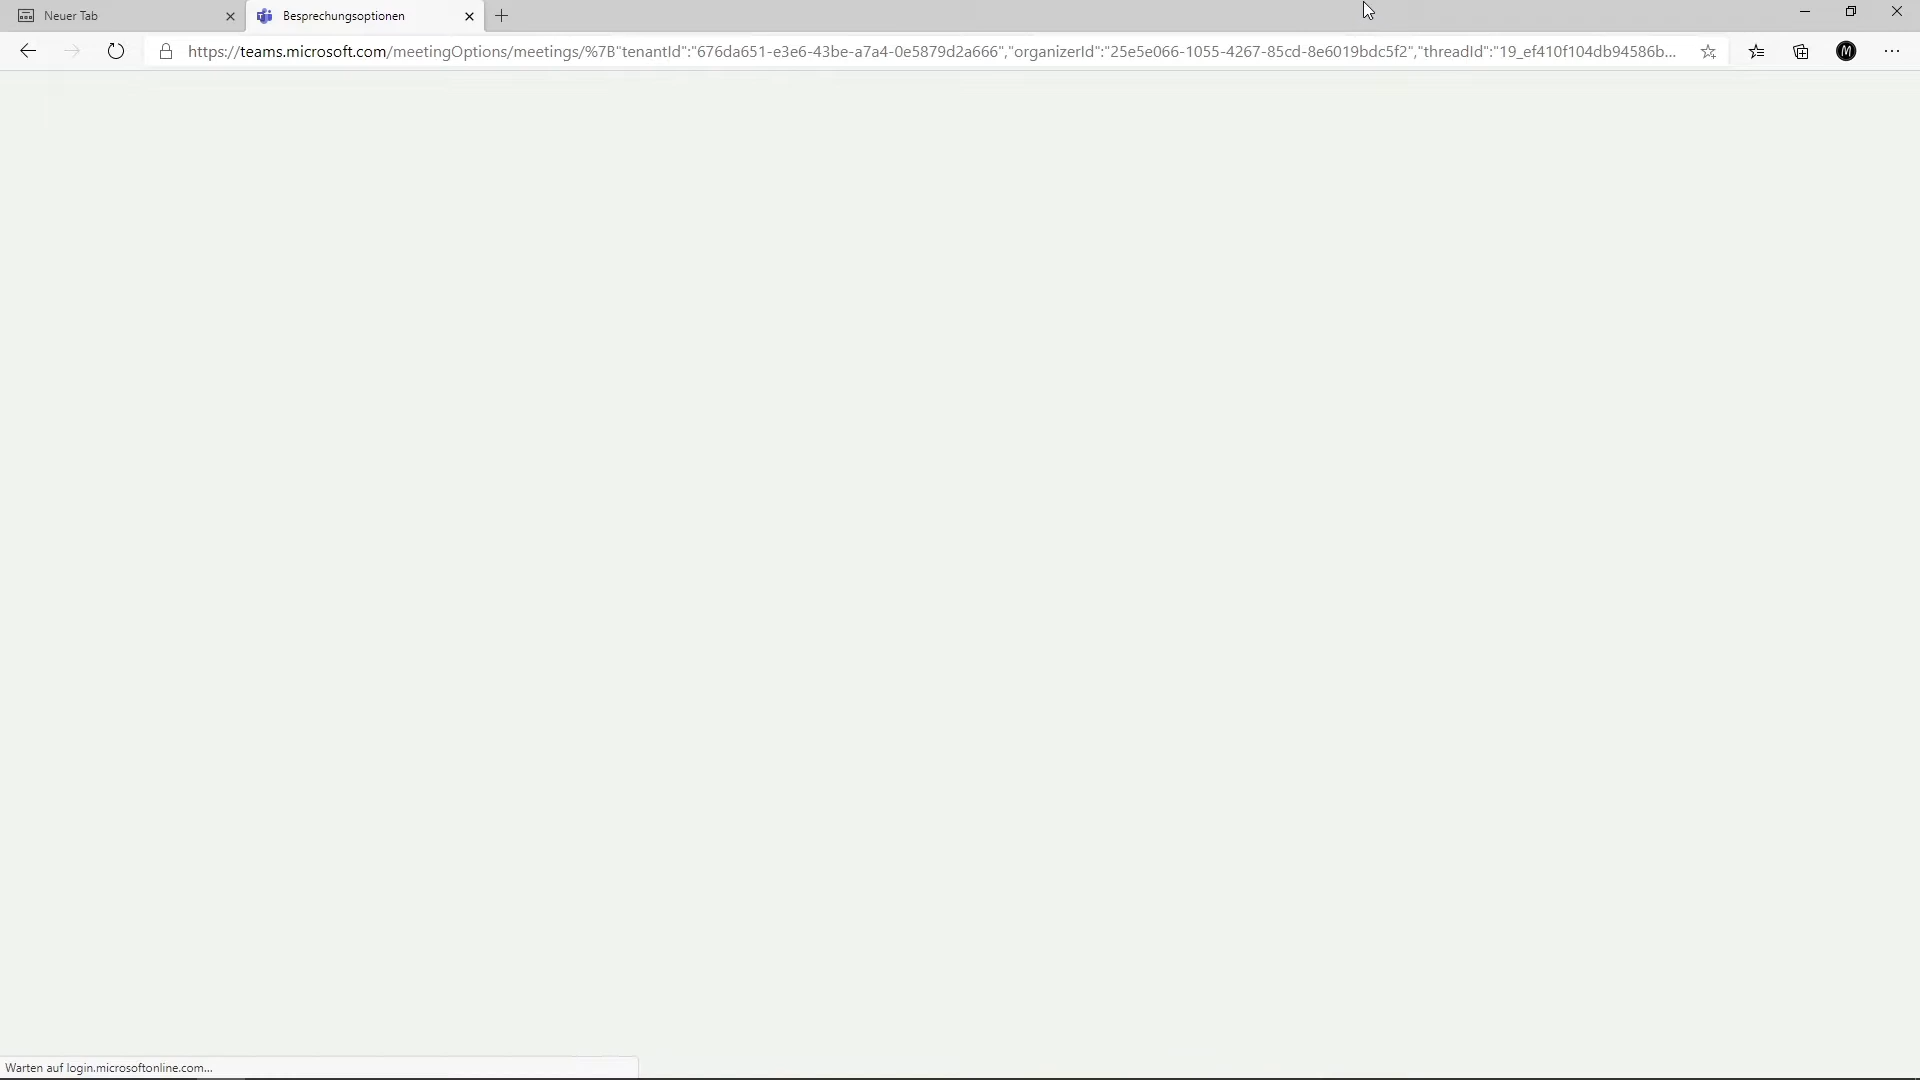 Neuer Tab
Besprechungsoptionen
https://teams.microsoft.com/meetingOptions/meetings/%7B"tenantId":"676da651-e3e6-43be-a7a4-0e5879d2a666","organizerId":"25e5e066-1055-4267-85cd-8e6019bdc5f2","threadId":"19_ef410f104db94586b...
M
Warten auf login.microsoftonline.com...